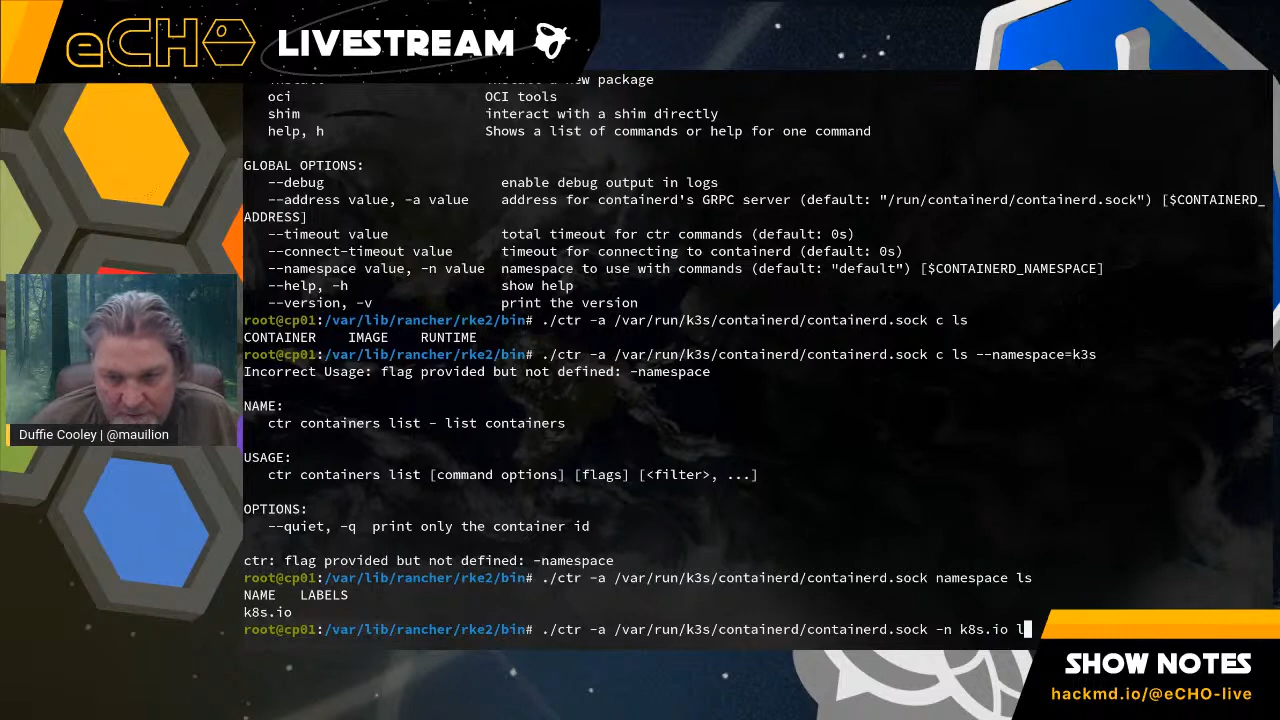 eCHO LIVESTREAM
a new package
oci OCI tools
shim interact with a shim directly
help, h Shows a list of commands or help for one command
GLOBAL OPTIONS:
--debug enable debug output in logs
--address value, -a value address for containerd's GRPC server (default: "/run/containerd/containerd.sock") [$CONTAINERD_
ADDRESS]
--timeout value total timeout for ctr commands (default: 0s)
--connect-timeout value timeout for connecting to containerd (default: 0s)
--namespace value, -n value namespace to use with commands (default: "default") [$CONTAINERD_NAMESPACE]
--help, -h show help
--version, -v print the version
root@cp01:/var/lib/rancher/rke2/bin# ./ctr -a /var/run/k3s/containerd/containerd.sock c ls
CONTAINER IMAGE RUNTIME
root@cp01:/var/lib/rancher/rke2/bin# ./ctr -a /var/run/k3s/containerd/containerd.sock c ls --namespace=k3s
Incorrect Usage: flag provided but not defined: -namespace
NAME:
ctr containers list - list containers
USAGE:
ctr containers list [command options] [flags] [<filter>, ...]
OPTIONS:
--quiet, -q print only the container id
ctr: flag provided but not defined: -namespace
root@cp01:/var/lib/rancher/rke2/bin# ./ctr -a /var/run/k3s/containerd/containerd.sock namespace ls
NAME LABELS
k8s.io
root@cp01:/var/lib/rancher/rke2/bin# ./ctr -a /var/run/k3s/containerd/containerd.sock -n k8s.io l
Duffie Cooley | @mauilion
SHOW NOTES
hackmd.io/@eCHO-live